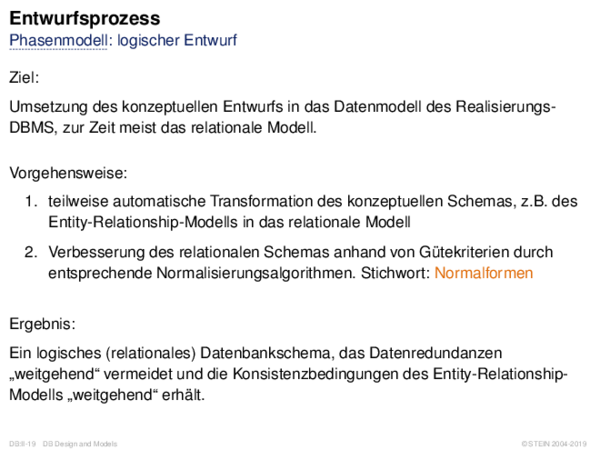 Entwurfsprozess
Phasenmodell: logischer Entwurf
Ziel:
Umsetzung des konzeptuellen Entwurfs in das Datenmodell des Realisierungs-
DBMS, zur Zeit meist das relationale Modell.
Vorgehensweise:
1. teilweise automatische Transformation des konzeptuellen Schemas, z.B. des
Entity-Relationship-Modells in das relationale Modell
2. Verbesserung des relationalen Schemas anhand von Gütekriterien durch
entsprechende Normalisierungsalgorithmen. Stichwort: Normalformen
Ergebnis:
Ein logisches (relationales) Datenbankschema, das Datenredundanzen
„weitgehend“ vermeidet und die Konsistenzbedingungen des Entity-Relationship-
Modells „weitgehend“ erhält.
DB:II-19 DB Design and Models
© STEIN 2004-2019